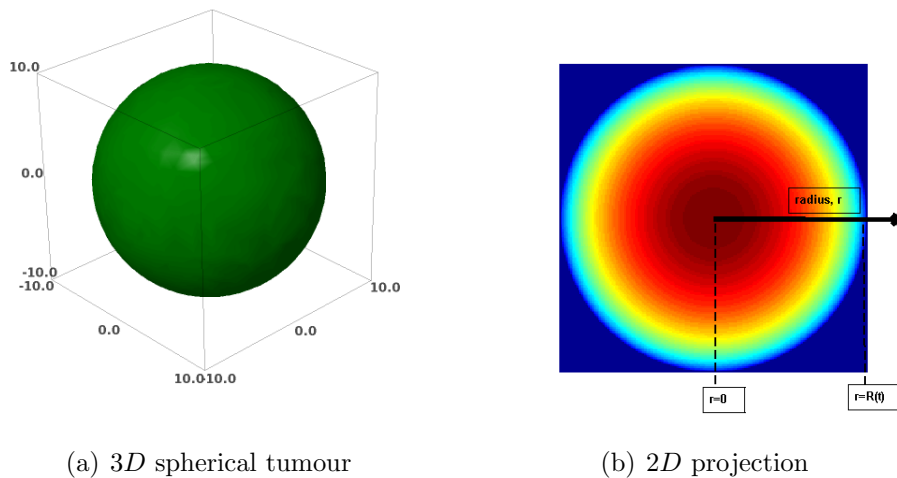 10.0
0.0
-10.0
-10.0
0.0
10.0-10.0
0.0
10.0
radius, r
r=0
r=R(t)
(a) 3D spherical tumour
(b) 2D projection